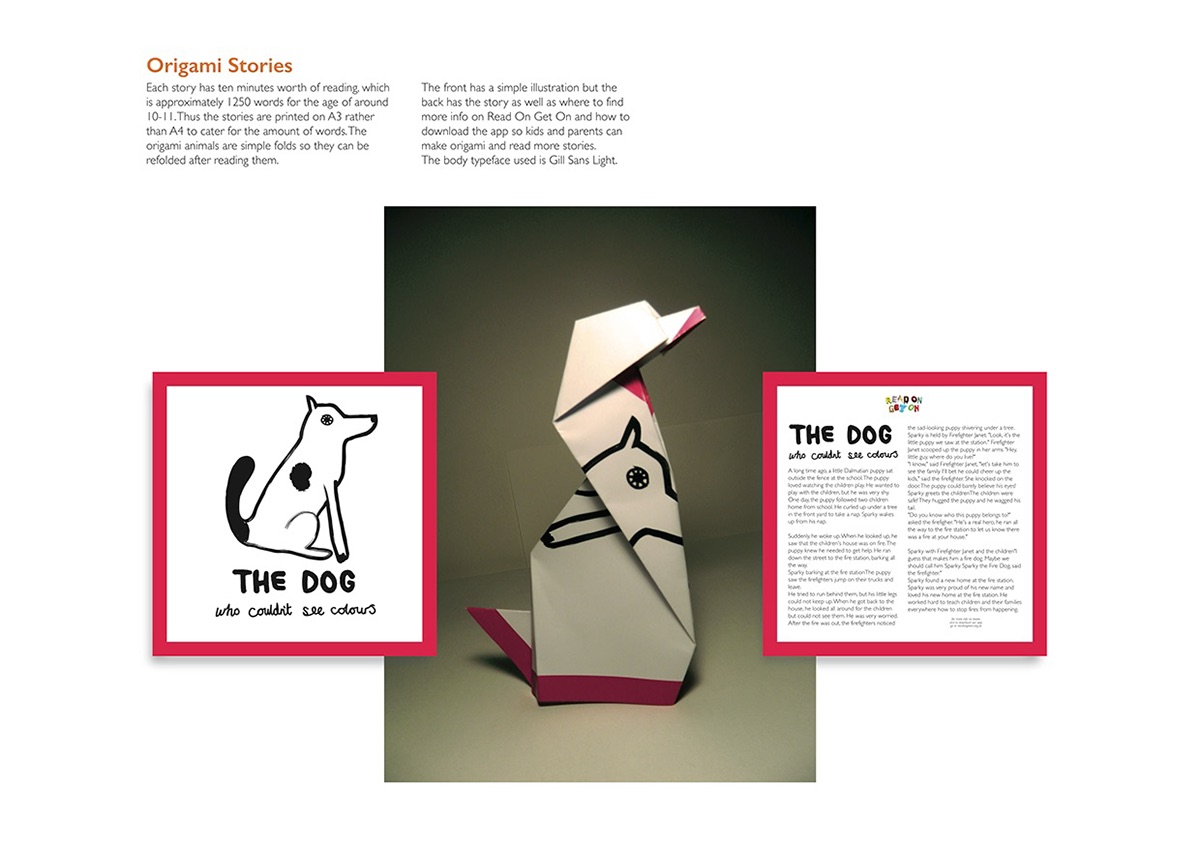 Origami Stories
Each story has ten minutes worth of reading, which
is approximately 1250 words for the age of around
10-11. Thus the stories are printed on A3 rather
than A4 to cater for the amount of words. The
origami animals are simple folds so they can be
refolded after reading them.
The front has a simple illustration but the
back has the story as well as where to find
more info on Read On Get On and how to
download the app so kids and parents can
make origami and read more stories.
The body typeface used is Gill Sans Light.
THE DOG
who couldn't see colours
READ ON
GET ON
THE DOG
who couldn't see colours
A long time ago, a little Dalmatian puppy sat
outside the fence at the school. The puppy
loved watching the children play. He wanted to
play with the children, but he was very shy.
One day, the puppy followed two children
home from school. He curled up under a tree
in the front yard to take a nap. Sparky wakes
up from his nap.
Suddenly, he woke up. When he looked up, he
saw that the children's house was on fire. The
puppy knew he needed to get help. He ran
down the street to the fire station, barking all
the way.
Sparky barking at the fire station The puppy
saw the firefighters jump on their trucks and
leave.
He tried to run behind them, but his little legs
could not keep up. When he got back to the
house, he looked all around for the children
but could not see them. He was very worried.
After the fire was out, the firefighters noticed
the sad-looking puppy shivering under a tree.
Sparky is held by Firefighter Janet. "Look, it's the
little puppy we saw at the station." Firefighter
Janet scooped up the puppy in her arms. "Hey,
little guy, where do you live?"
"I know," said Firefighter Janet, "let's take him to
see the family. I'll bet he could cheer up the
kids," said the firefighter. She knocked on the
door. The puppy could barely believe his eyes!
Sparky greets the children The children were
safe! They hugged the puppy and he wagged his
tail.
"Do you know who this puppy belongs to?"
asked the firefigher. "He's a real hero, he ran all
the way to the fire station to let us know there
was a fire at your house."
Sparky with Firefighter Janet and the children"I
guess that makes him a fire dog. Maybe we
should call him Sparky Sparky the Fire Dog, said
the firefighter."
Sparky found a new home at the fire station.
Sparky was very proud of his new name and
loved his new home at the fire station. He
worked hard to teach children and their familes
everywhere how to stop fires from happening.